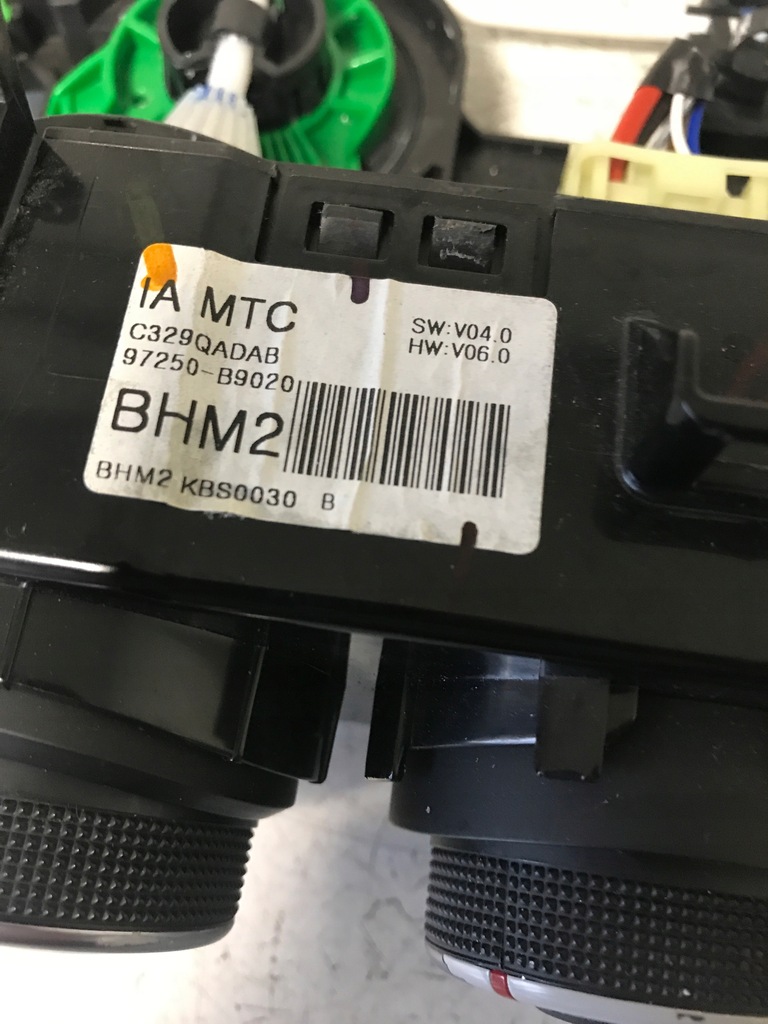 IA MTC
SW:V04.0
C329QADAB
HW:V06.0
97250-B9020
BHM2
BHM2 KBS0030 B